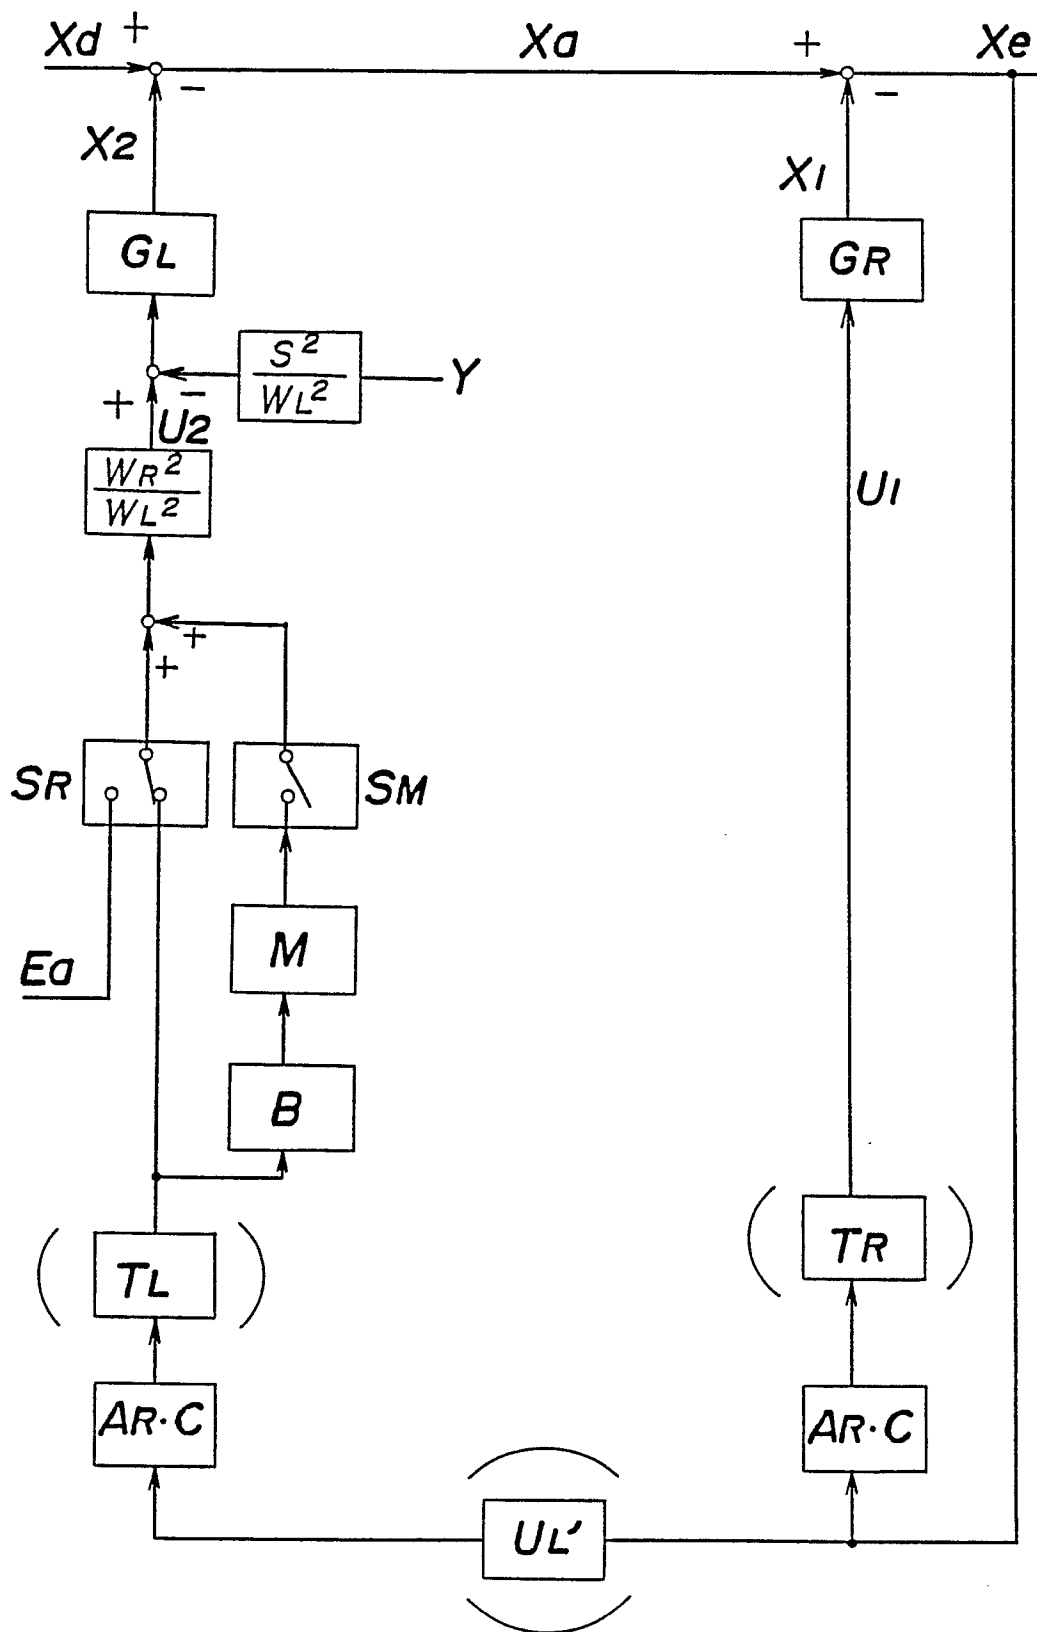 Xd + Xa + Xe
- -
X2 X1
GL GR
S²/WL² Y
+ - U2
WR²/WL² U1
+
+
SR SM
M
Ea
B
TL TR
AR·C AR·C
UL'